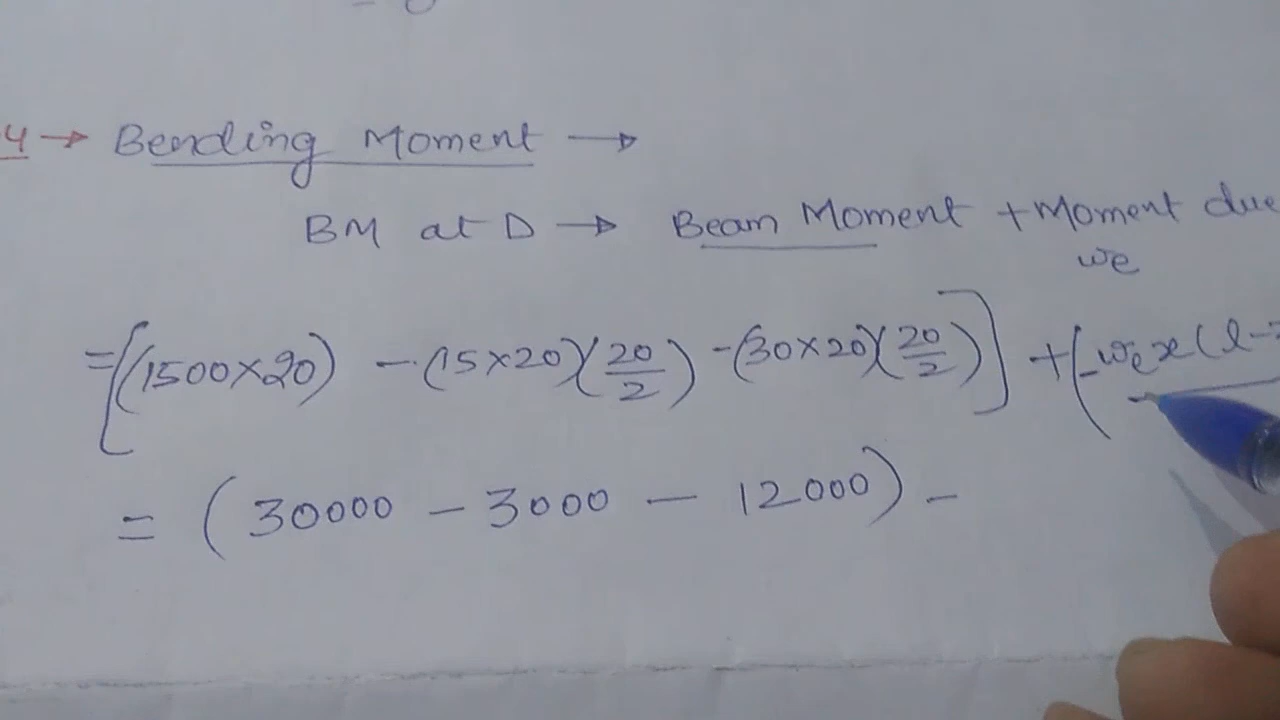 4 → Bending Moment →
BM at D → Beam Moment + Moment due
we
= [(1500×20) - (15×20)(20/2) - (30×20)(20/2)] + (-we x (l-
= (30000 - 3000 - 12000) -